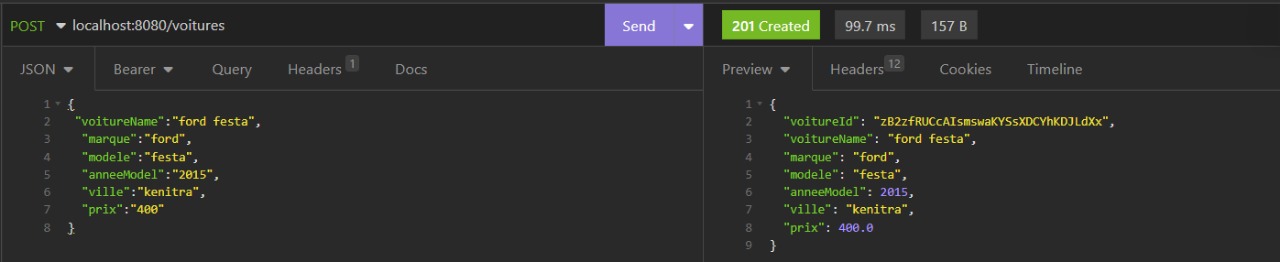 POST localhost:8080/voitures Send 201 Created 99.7 ms 157 B
JSON Bearer Query Headers 1 Docs
1 {
2 "voitureName":"ford festa",
3 "marque":"ford",
4 "modele":"festa",
5 "anneeModel":"2015",
6 "ville":"kenitra",
7 "prix":"400"
8 }
Preview Headers 12 Cookies Timeline
1 {
2 "voitureId": "zB2zfRUCcAIsmswaKYSsXDCYhKDJLdXx",
3 "voitureName": "ford festa",
4 "marque": "ford",
5 "modele": "festa",
6 "anneeModel": 2015,
7 "ville": "kenitra",
8 "prix": 400.0
9 }